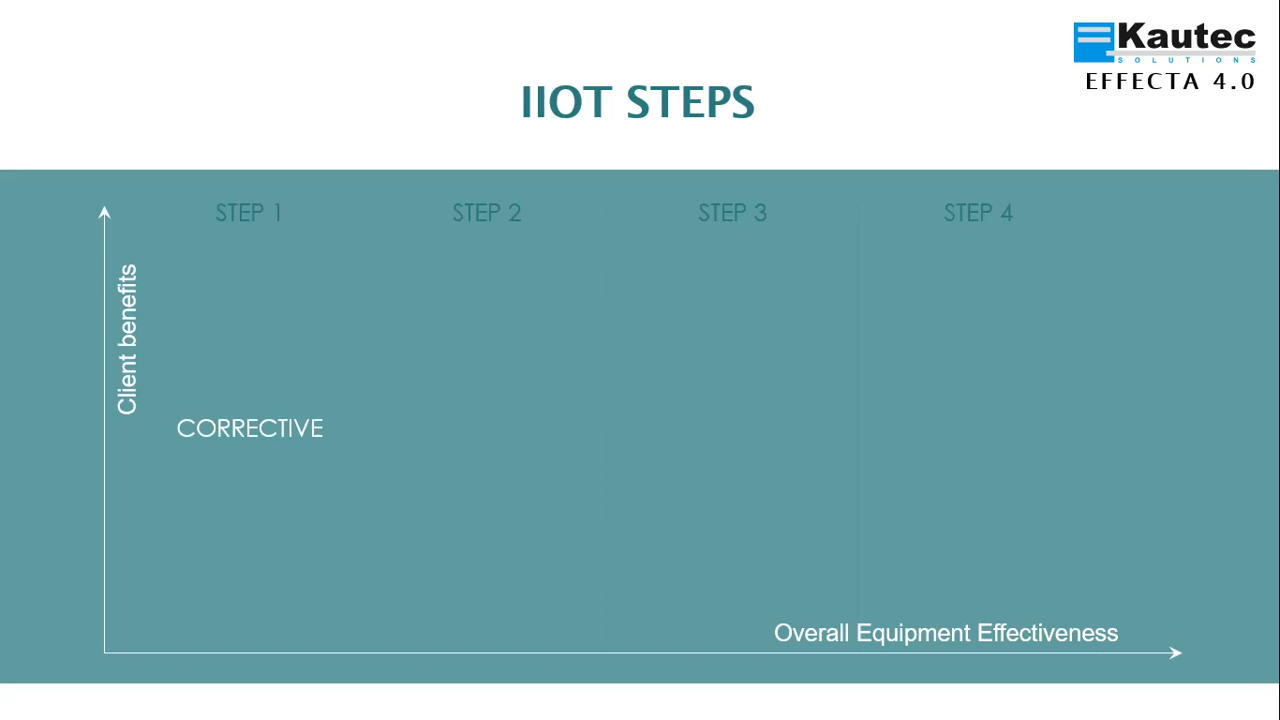 Kautec
SOLUTIONS
EFFECTA 4.0
IIOT STEPS
STEP 1 STEP 2 STEP 3 STEP 4
Client benefits
CORRECTIVE
Overall Equipment Effectiveness